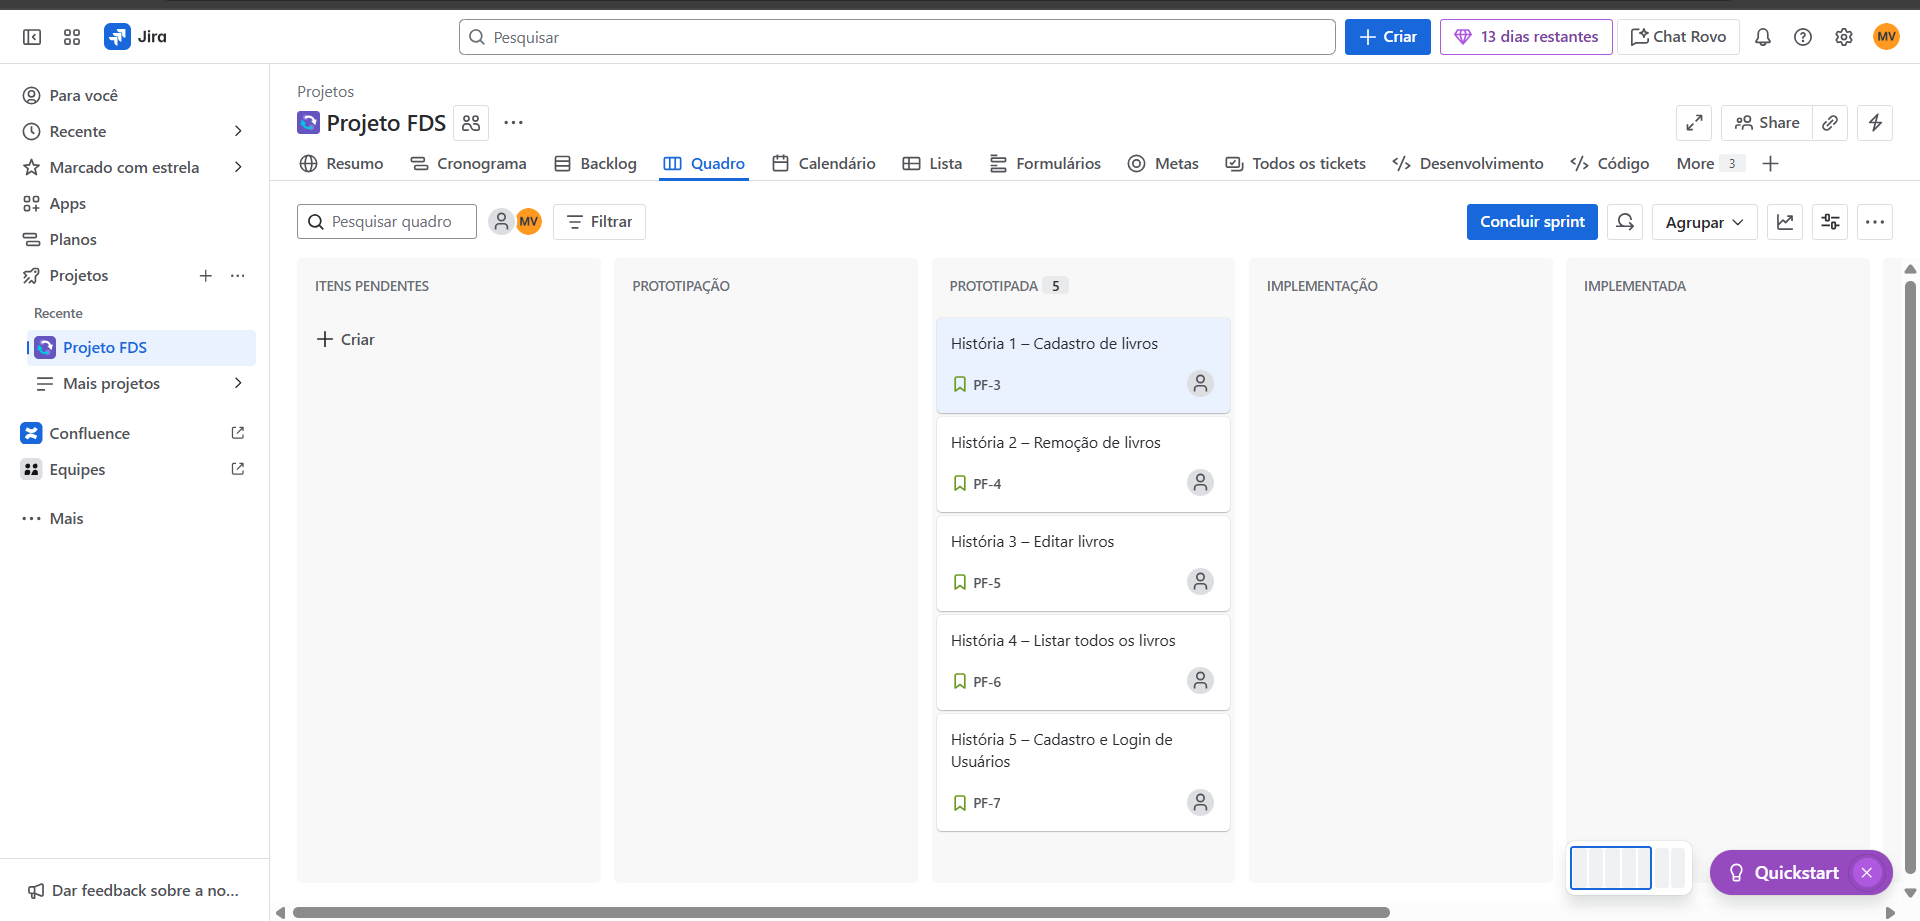 Jira
Pesquisar
Criar
13 dias restantes
Chat Rovo
MV
Para você
Recente
Marcado com estrela
Apps
Planos
Projetos
Recente
Projeto FDS
Mais projetos
Confluence
Equipes
Mais
Dar feedback sobre a no...
Projetos
Projeto FDS
Share
Resumo
Cronograma
Backlog
Quadro
Calendário
Lista
Formulários
Metas
Todos os tickets
Desenvolvimento
Código
More 3
Pesquisar quadro
MV
Filtrar
Concluir sprint
Agrupar
ITENS PENDENTES
Criar
PROTOTIPAÇÃO
PROTOTIPADA 5
História 1 – Cadastro de livros
PF-3
História 2 – Remoção de livros
PF-4
História 3 – Editar livros
PF-5
História 4 – Listar todos os livros
PF-6
História 5 – Cadastro e Login de
Usuários
PF-7
IMPLEMENTAÇÃO
IMPLEMENTADA
Quickstart